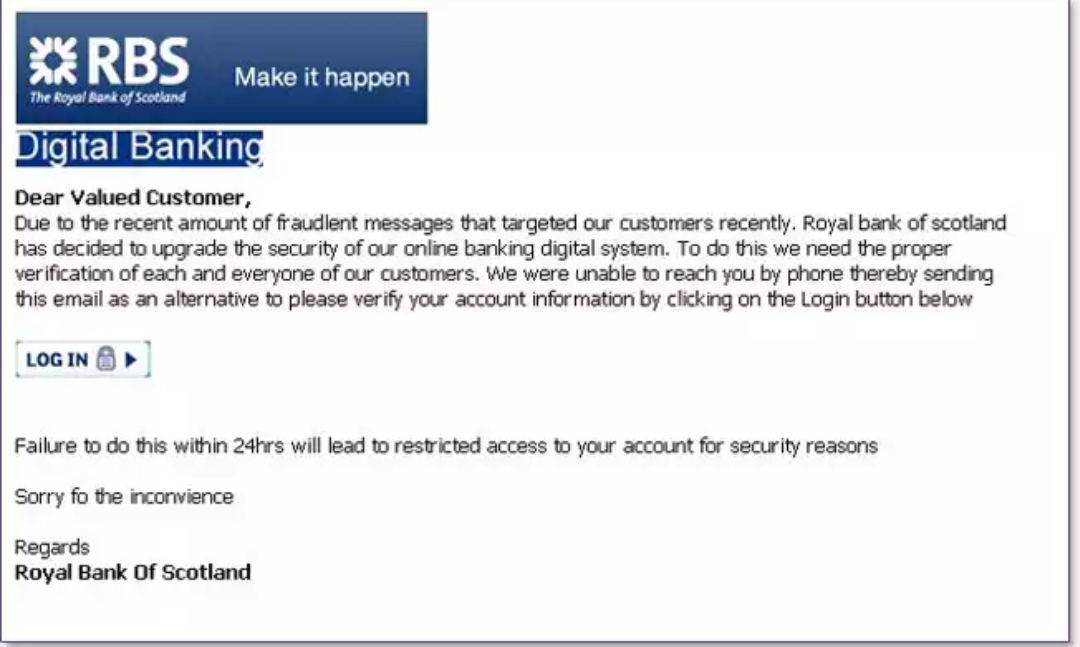 RBS
The Royal Bank of Scotland
Make it happen
Digital Banking
Dear Valued Customer,
Due to the recent amount of fraudlent messages that targeted our customers recently. Royal bank of scotland
has decided to upgrade the security of our online banking digital system. To do this we need the proper
verification of each and everyone of our customers. We were unable to reach you by phone thereby sending
this email as an alternative to please verify your account information by clicking on the Login button below
LOG IN
Failure to do this within 24hrs will lead to restricted access to your account for security reasons
Sorry fo the inconvience
Regards
Royal Bank Of Scotland